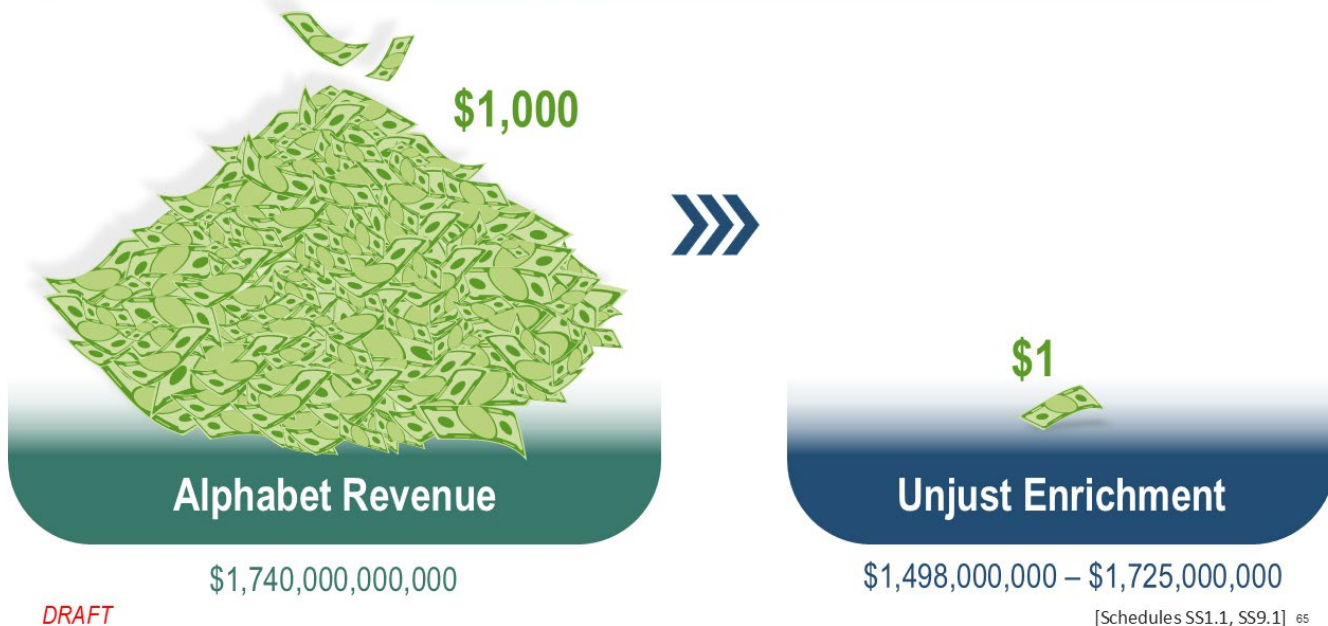 $1,000
$1
Alphabet Revenue
Unjust Enrichment
$1,740,000,000,000
$1,498,000,000 – $1,725,000,000
DRAFT
[Schedules SS1.1, SS9.1] 65